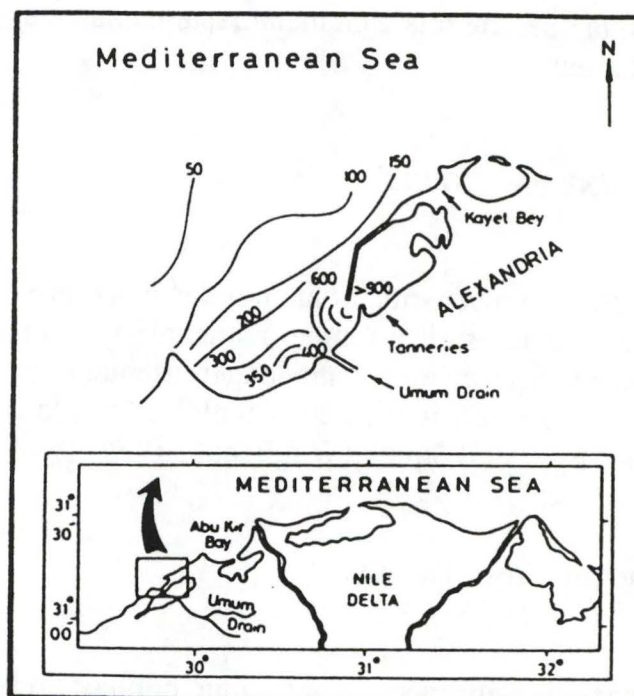 Mediterranean Sea
N
50
100
150
Kayet Bey
ALEXANDRIA
600
>900
200
Tanneries
300
400
350
Umum Drain
MEDITERRANEAN SEA
31°
30'
Abu Kir
Bay
NILE
DELTA
Umum
Drain
31°
00'
30°
31°
32°